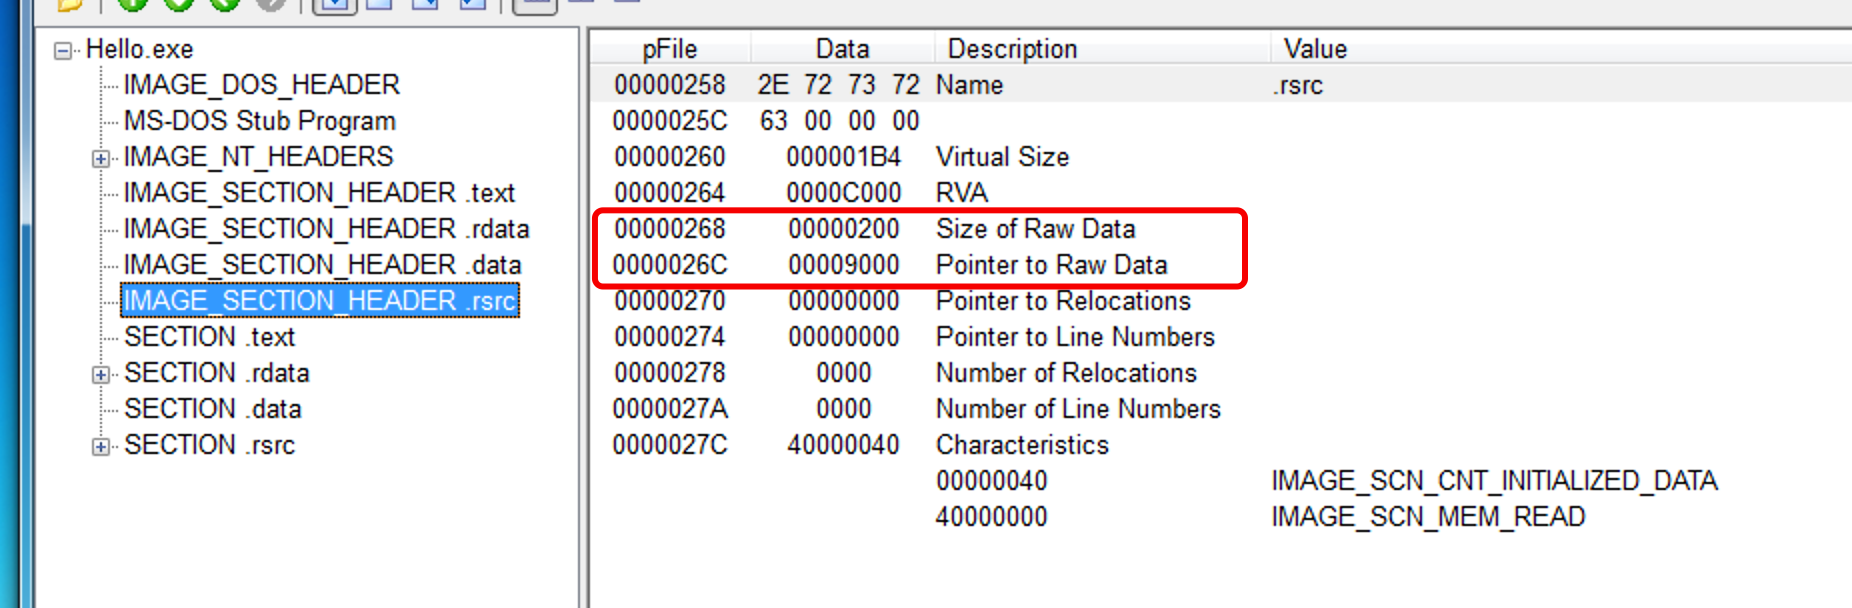 Hello.exe
IMAGE_DOS_HEADER
MS-DOS Stub Program
IMAGE_NT_HEADERS
IMAGE_SECTION_HEADER .text
IMAGE_SECTION_HEADER .rdata
IMAGE_SECTION_HEADER .data
IMAGE_SECTION_HEADER .rsrc
SECTION .text
SECTION .rdata
SECTION .data
SECTION .rsrc
pFile Data Description Value
00000258 2E 72 73 72 Name .rsrc
0000025C 63 00 00 00
00000260 000001B4 Virtual Size
00000264 0000C000 RVA
00000268 00000200 Size of Raw Data
0000026C 00009000 Pointer to Raw Data
00000270 00000000 Pointer to Relocations
00000274 00000000 Pointer to Line Numbers
00000278 0000 Number of Relocations
0000027A 0000 Number of Line Numbers
0000027C 40000040 Characteristics
00000040 IMAGE_SCN_CNT_INITIALIZED_DATA
40000000 IMAGE_SCN_MEM_READ